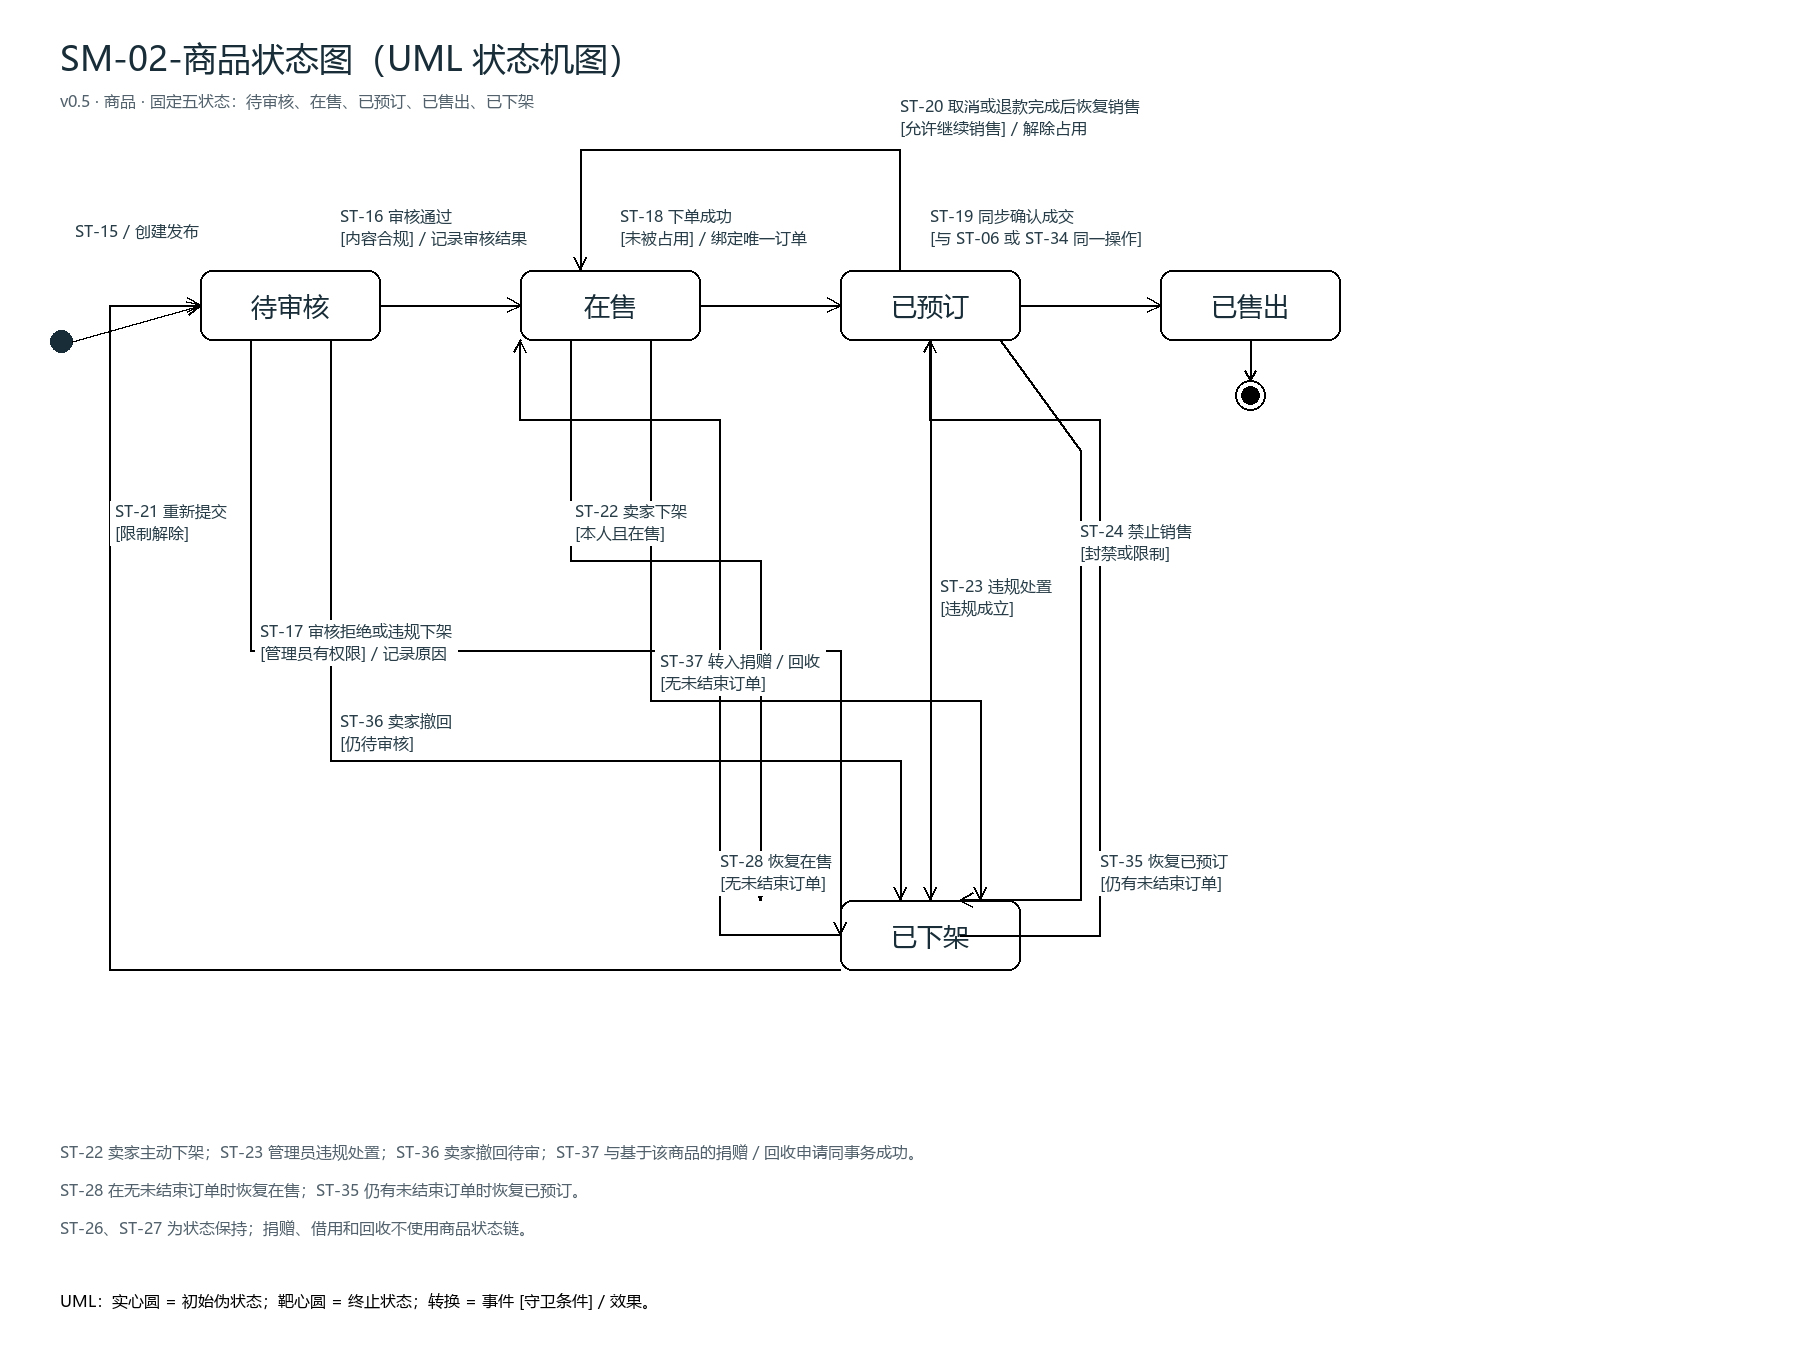 SM-02-商品状态图（UML 状态机图）
v0.5 · 商品 · 固定五状态：待审核、在售、已预订、已售出、已下架
ST-20 取消或退款完成后恢复销售
[允许继续销售] / 解除占用
ST-15 / 创建发布
ST-16 审核通过
[内容合规] / 记录审核结果
ST-18 下单成功
[未被占用] / 绑定唯一订单
ST-19 同步确认成交
[与 ST-06 或 ST-34 同一操作]
待审核
在售
已预订
已售出
ST-21 重新提交
[限制解除]
ST-22 卖家下架
[本人且在售]
ST-24 禁止销售
[封禁或限制]
ST-23 违规处置
[违规成立]
ST-17 审核拒绝或违规下架
[管理员有权限] / 记录原因
ST-37 转入捐赠 / 回收
[无未结束订单]
ST-36 卖家撤回
[仍待审核]
ST-28 恢复在售
[无未结束订单]
ST-35 恢复已预订
[仍有未结束订单]
已下架
ST-22 卖家主动下架；ST-23 管理员违规处置；ST-36 卖家撤回待审；ST-37 与基于该商品的捐赠 / 回收申请同事务成功。
ST-28 在无未结束订单时恢复在售；ST-35 仍有未结束订单时恢复已预订。
ST-26、ST-27 为状态保持；捐赠、借用和回收不使用商品状态链。
UML：实心圆 = 初始伪状态；靶心圆 = 终止状态；转换 = 事件 [守卫条件] / 效果。